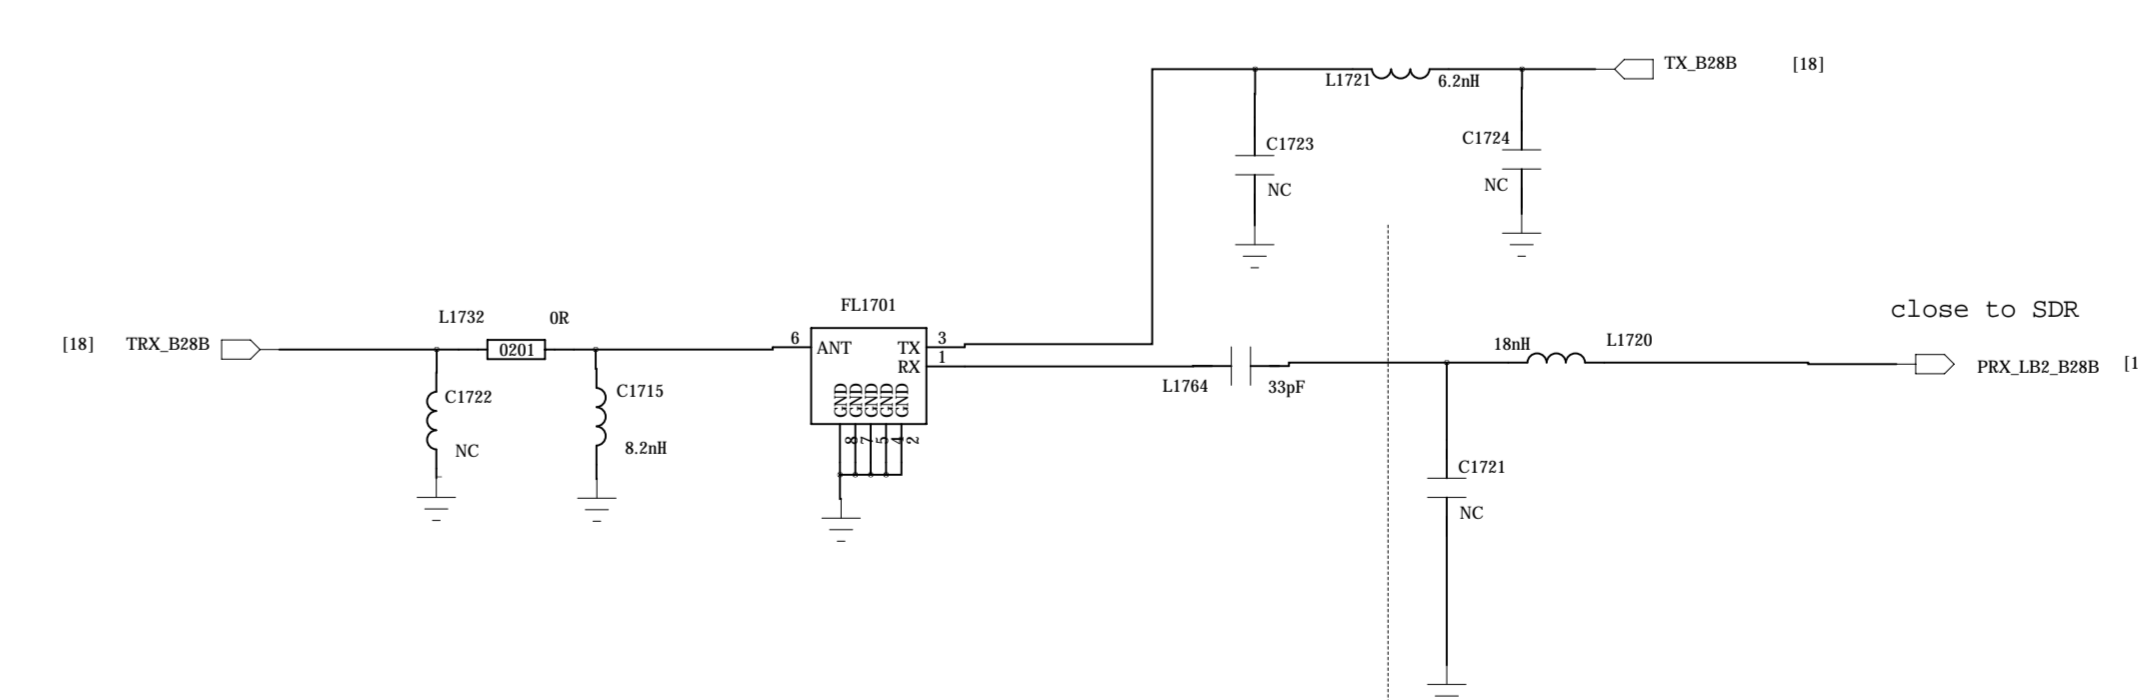 TX_B28B [18]
L1721 6.2nH
C1723
NC
C1724
NC
close to SDR
FL1701
L1732 0R
[18] TRX_B28B
0201
6 ANT TX 3
RX 1
18nH L1720
L1764 33pF
PRX_LB2_B28B [1
C1722
NC
C1715
8.2nH
GND GND GND GND GND
8 7 5 4 2
C1721
NC